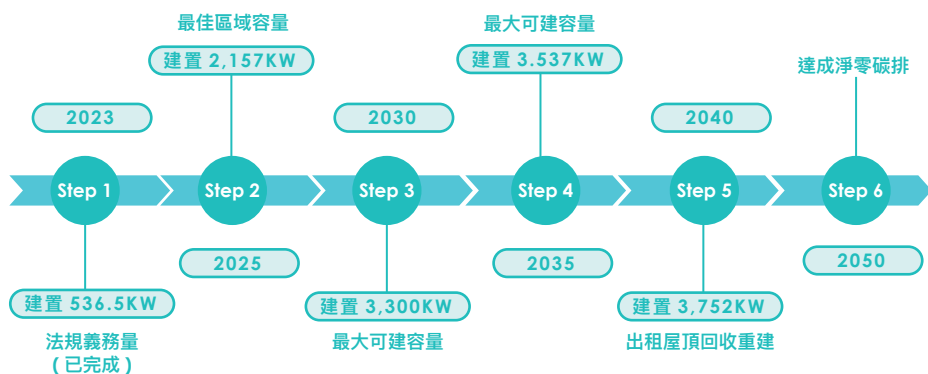 最佳區域容量
建置 2,157KW
最大可建容量
建置 3.537KW
達成淨零碳排
2023
2030
2040
Step 1
Step 2
Step 3
Step 4
Step 5
Step 6
2025
2035
2050
建置 536.5KW
建置 3,300KW
建置 3,752KW
法規義務量
( 已完成 )
最大可建容量
出租屋頂回收重建